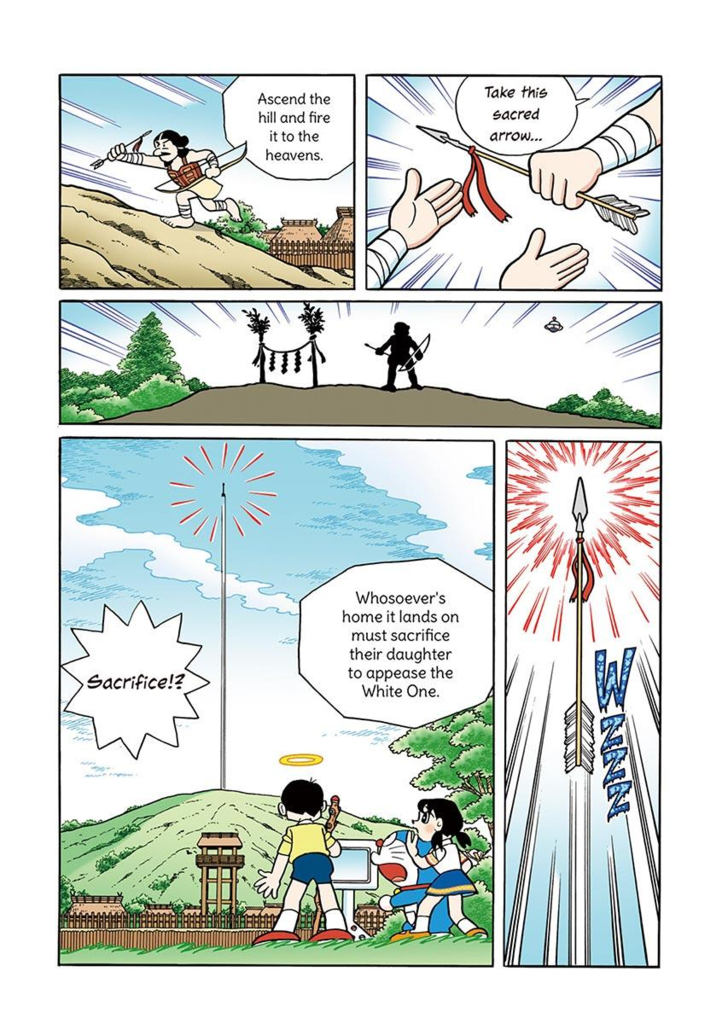 Take this
sacred
arrow...
Ascend the
hill and fire
it to the
heavens.
WZZZZ
Whosoever's
home it lands on
must sacrifice
their daughter
to appease the
White One.
Sacrifice!?